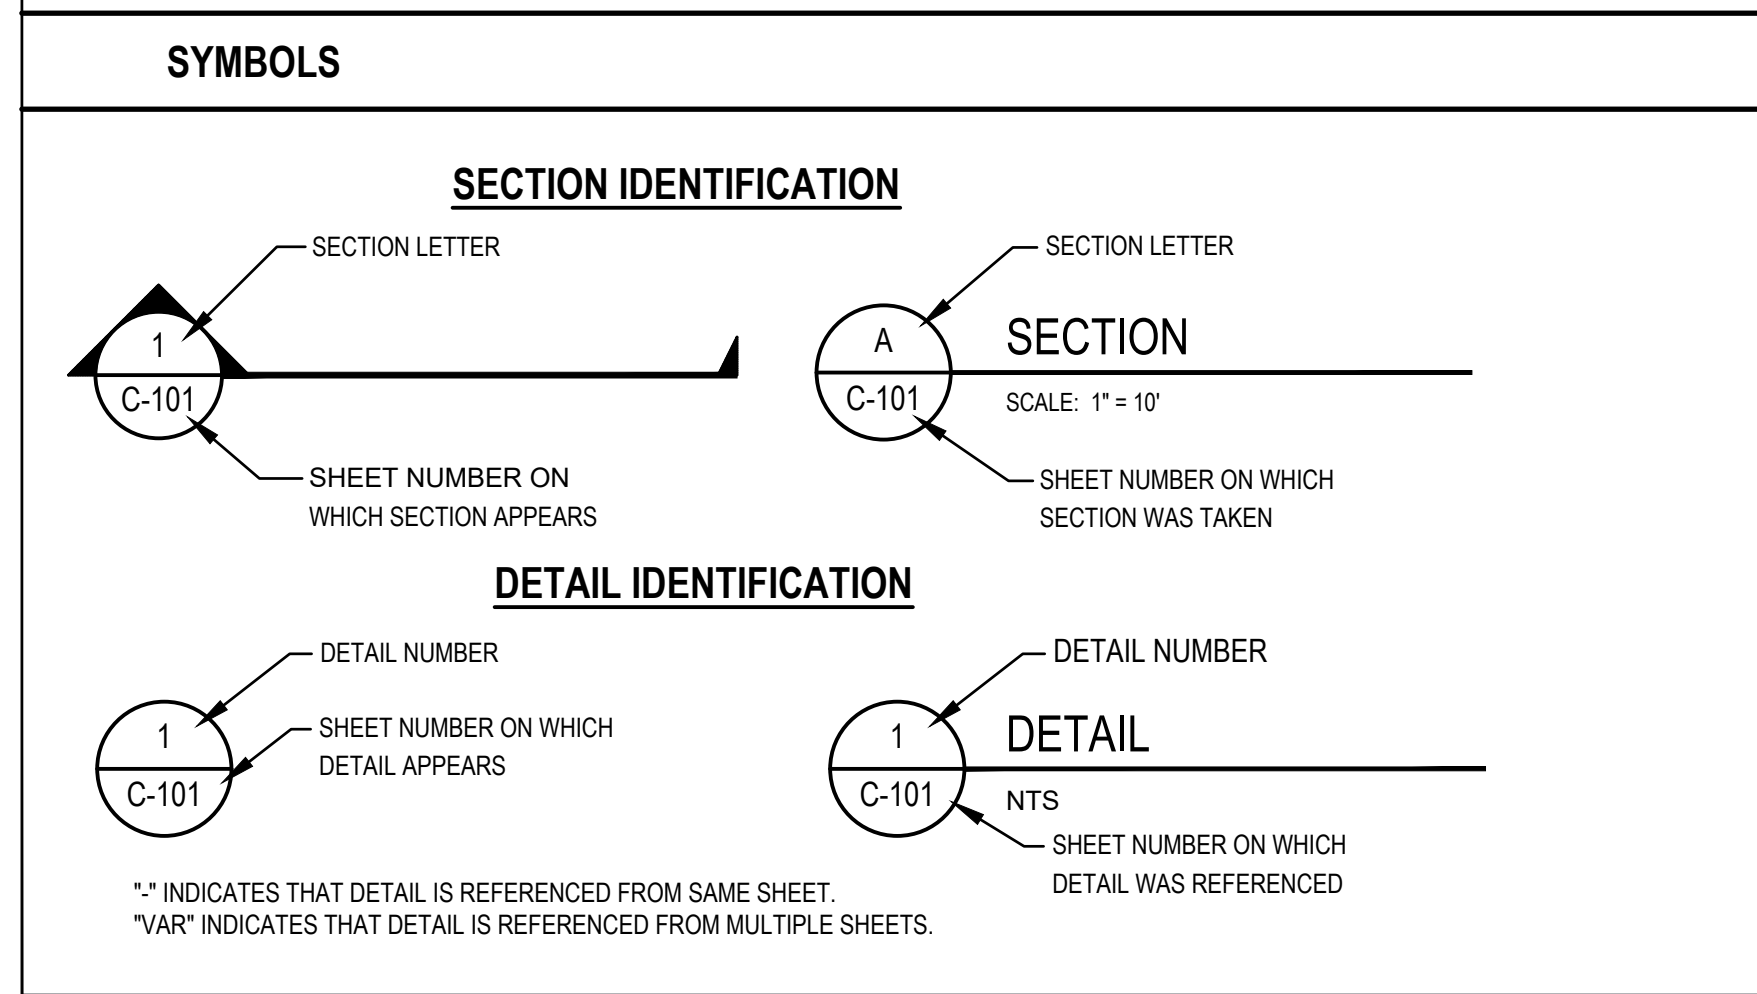 SYMBOLS
SECTION IDENTIFICATION
SECTION LETTER
1
C-101
SHEET NUMBER ON
WHICH SECTION APPEARS
SECTION LETTER
A
C-101
SECTION
SCALE: 1" = 10'
SHEET NUMBER ON WHICH
SECTION WAS TAKEN
DETAIL IDENTIFICATION
DETAIL NUMBER
1
C-101
SHEET NUMBER ON WHICH
DETAIL APPEARS
DETAIL NUMBER
1
C-101
DETAIL
NTS
SHEET NUMBER ON WHICH
DETAIL WAS REFERENCED
"-" INDICATES THAT DETAIL IS REFERENCED FROM SAME SHEET.
"VAR" INDICATES THAT DETAIL IS REFERENCED FROM MULTIPLE SHEETS.